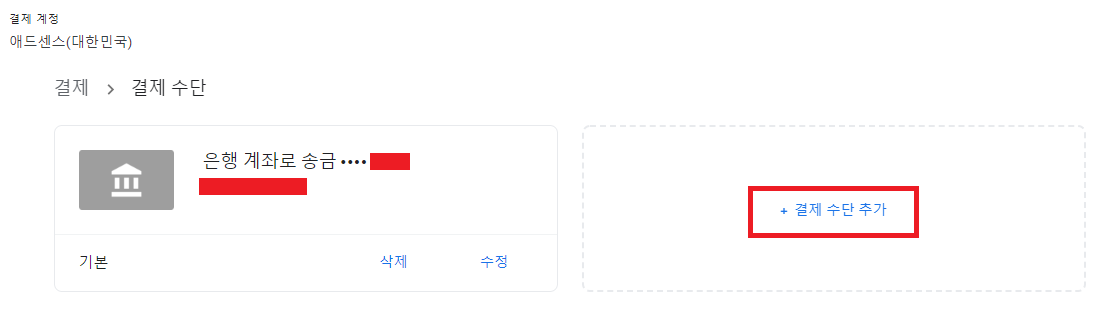 결제 계정
애드센스(대한민국)
결제 > 결제 수단
은행 계좌로 송금 ••••
+ 결제 수단 추가
기본 삭제 수정